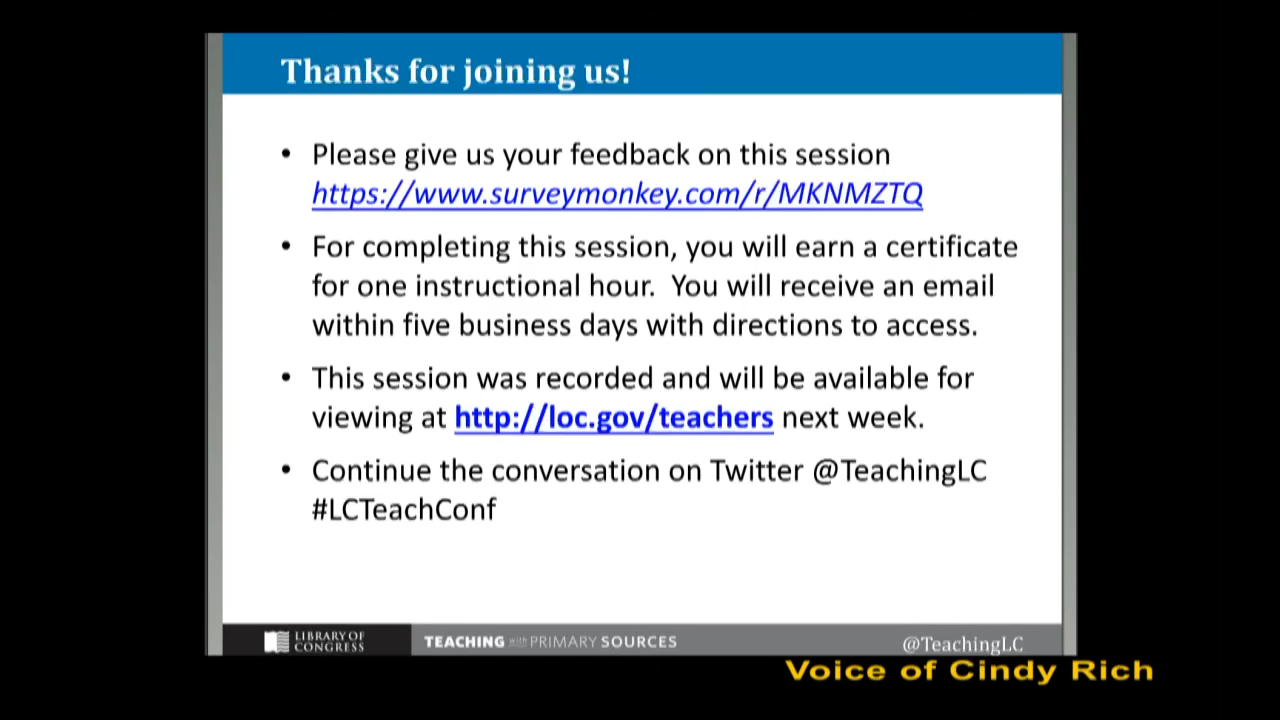 Thanks for joining us!
• Please give us your feedback on this session
https://www.surveymonkey.com/r/MKNMZTQ
• For completing this session, you will earn a certificate
for one instructional hour.  You will receive an email
within five business days with directions to access.
• This session was recorded and will be available for
viewing at http://loc.gov/teachers next week.
• Continue the conversation on Twitter @TeachingLC
#LCTeachConf
LIBRARY OF
CONGRESS
TEACHING with PRIMARY SOURCES
@TeachingLC
Voice of Cindy Rich